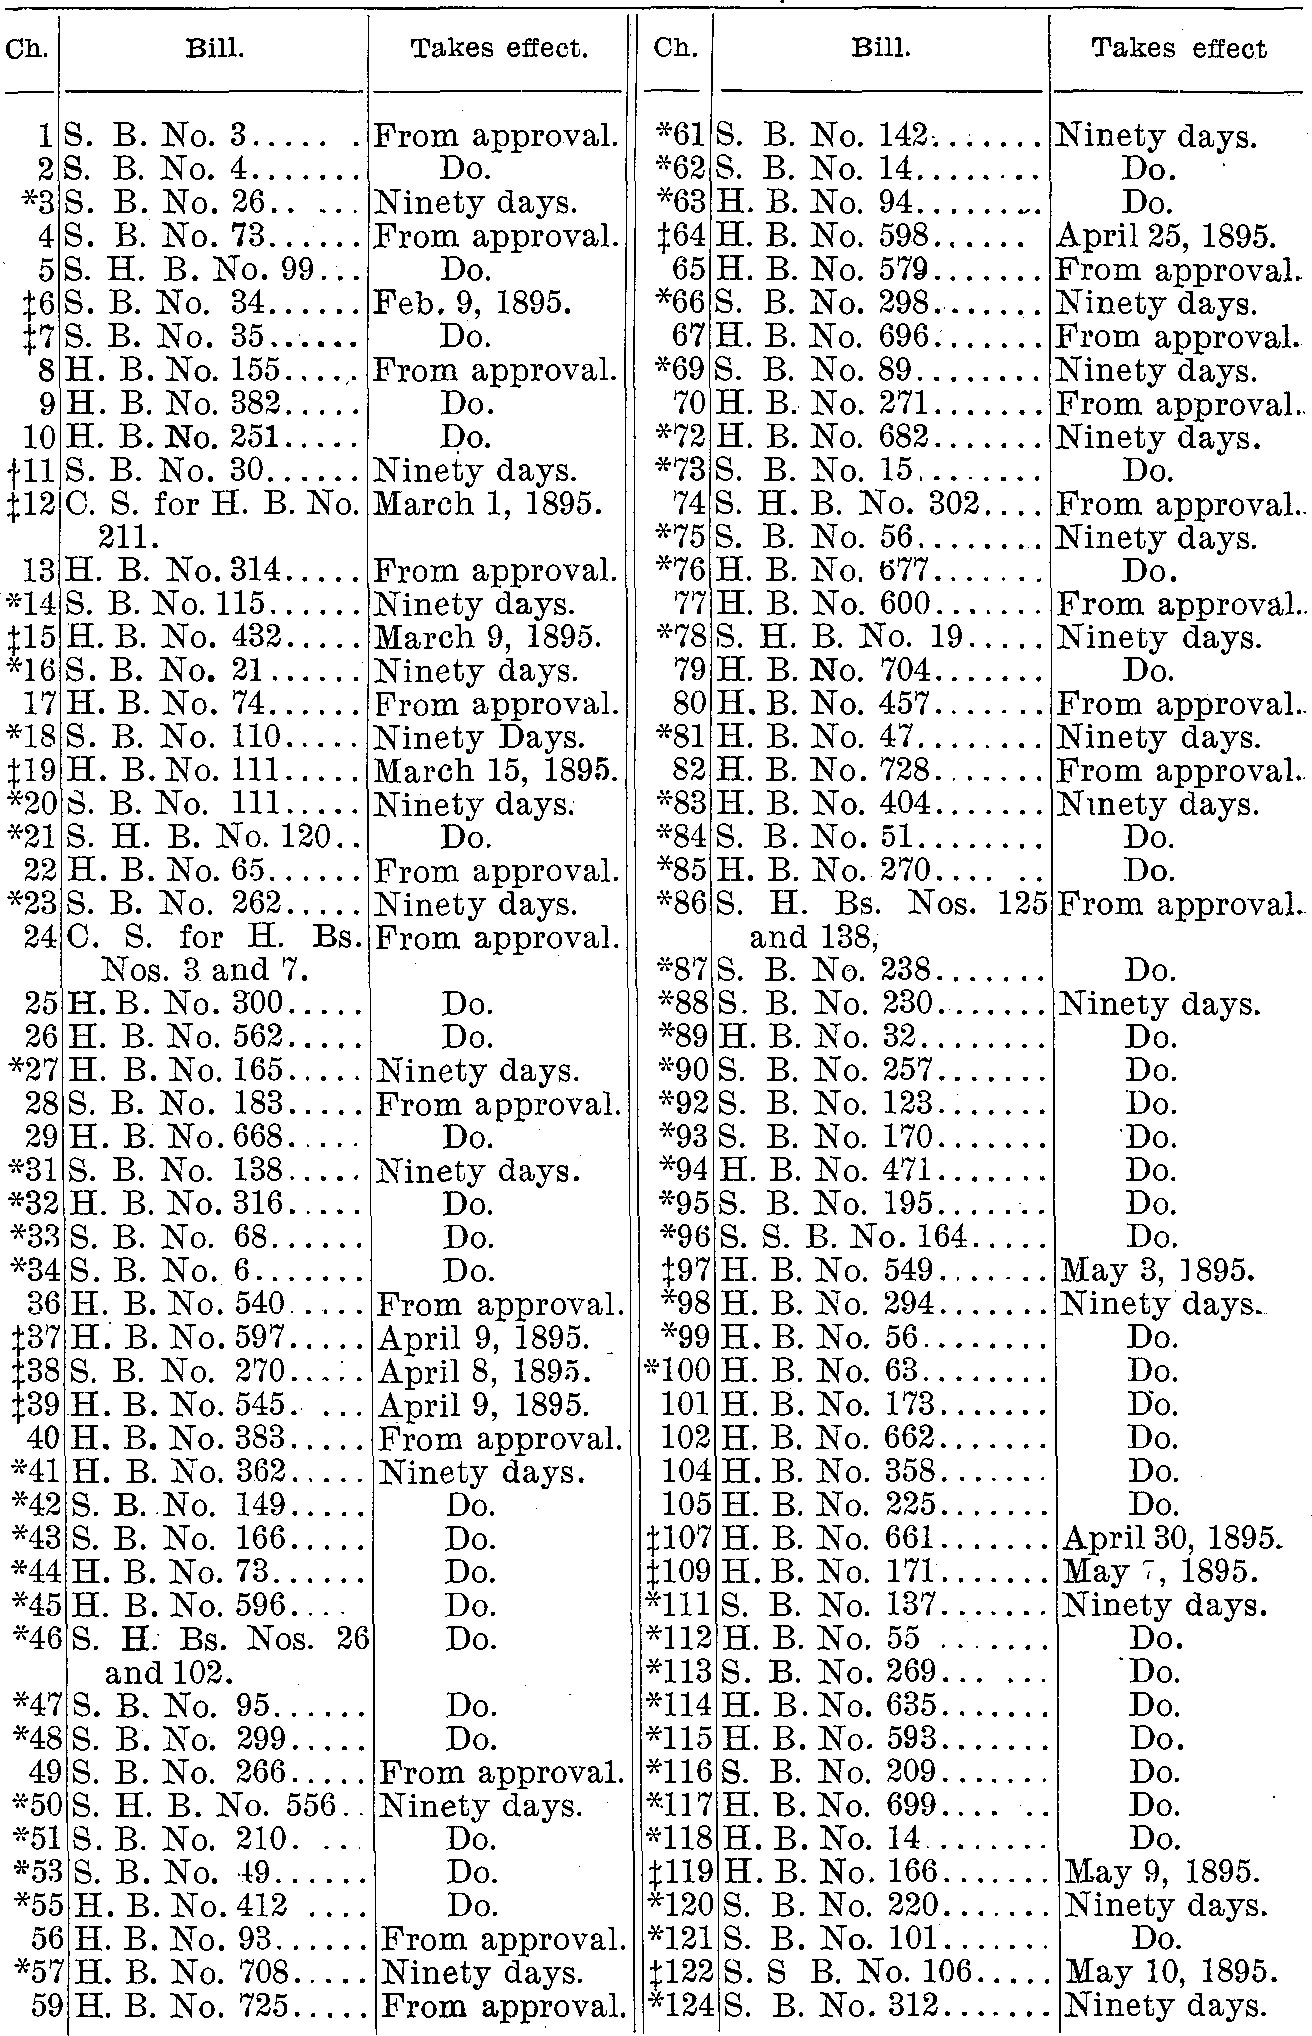 Ch. Bill. Takes effect.
1 S. B. No. 3...... . From approval.
2 S. B. No. 4....... Do.
*3 S. B. No. 26.. ... Ninety days.
4 S. B. No. 73...... From approval.
5 S. H. B. No. 99... Do.
‡6 S. B. No. 34...... Feb. 9, 1895.
‡7 S. B. No. 35...... Do.
8 H. B. No. 155..... From approval.
9 H. B. No. 382..... Do.
10 H. B. No. 251..... Do.
†11 S. B. No. 30...... Ninety days.
‡12 C. S. for H. B. No. March 1, 1895.
211.
13 H. B. No. 314..... From approval.
*14 S. B. No. 115...... Ninety days.
‡15 H. B. No. 432..... March 9, 1895.
*16 S. B. No. 21...... Ninety days.
17 H. B. No. 74...... From approval.
*18 S. B. No. 110..... Ninety Days.
‡19 H. B. No. 111..... March 15, 1895.
*20 S. B. No. 111..... Ninety days.
*21 S. H. B. No. 120.. Do.
22 H. B. No. 65...... From approval.
*23 S. B. No. 262..... Ninety days.
24 C. S. for H. Bs. From approval.
Nos. 3 and 7.
25 H. B. No. 300..... Do.
26 H. B. No. 562..... Do.
*27 H. B. No. 165..... Ninety days.
28 S. B. No. 183..... From approval.
29 H. B. No. 668..... Do.
*31 S. B. No. 138..... Ninety days.
*32 H. B. No. 316..... Do.
*33 S. B. No. 68...... Do.
*34 S. B. No. 6....... Do.
36 H. B. No. 540..... From approval.
‡37 H. B. No. 597..... April 9, 1895.
‡38 S. B. No. 270..... April 8, 1895.
‡39 H. B. No. 545. ... April 9, 1895.
40 H. B. No. 383..... From approval.
*41 H. B. No. 362..... Ninety days.
*42 S. B. No. 149..... Do.
*43 S. B. No. 166..... Do.
*44 H. B. No. 73...... Do.
*45 H. B. No. 596.... Do.
*46 S. H. Bs. Nos. 26 Do.
and 102.
*47 S. B. No. 95...... Do.
*48 S. B. No. 299..... Do.
49 S. B. No. 266..... From approval.
*50 S. H. B. No. 556.. Ninety days.
*51 S. B. No. 210. ... Do.
*53 S. B. No. 49...... Do.
*55 H. B. No. 412 .... Do.
56 H. B. No. 93...... From approval.
*57 H. B. No. 708..... Ninety days.
59 H. B. No. 725..... From approval.
Ch. Bill. Takes effect
*61 S. B. No. 142....... Ninety days.
*62 S. B. No. 14........ Do.
*63 H. B. No. 94........ Do.
‡64 H. B. No. 598...... April 25, 1895.
65 H. B. No. 579....... From approval.
*66 S. B. No. 298....... Ninety days.
67 H. B. No. 696....... From approval.
*69 S. B. No. 89........ Ninety days.
70 H. B. No. 271....... From approval.
*72 H. B. No. 682....... Ninety days.
*73 S. B. No. 15........ Do.
74 S. H. B. No. 302.... From approval.
*75 S. B. No. 56........ Ninety days.
*76 H. B. No. 677....... Do.
77 H. B. No. 600....... From approval.
*78 S. H. B. No. 19..... Ninety days.
79 H. B. No. 704....... Do.
80 H. B. No. 457....... From approval.
*81 H. B. No. 47........ Ninety days.
82 H. B. No. 728....... From approval.
*83 H. B. No. 404....... Ninety days.
*84 S. B. No. 51........ Do.
*85 H. B. No. 270.... .. Do.
*86 S. H. Bs. Nos. 125 From approval.
and 138,
*87 S. B. No. 238....... Do.
*88 S. B. No. 230....... Ninety days.
*89 H. B. No. 32........ Do.
*90 S. B. No. 257....... Do.
*92 S. B. No. 123....... Do.
*93 S. B. No. 170....... Do.
*94 H. B. No. 471....... Do.
*95 S. B. No. 195....... Do.
*96 S. S. B. No. 164..... Do.
‡97 H. B. No. 549....... May 3, 1895.
*98 H. B. No. 294....... Ninety days.
*99 H. B. No. 56........ Do.
*100 H. B. No. 63........ Do.
101 H. B. No. 173....... Do.
102 H. B. No. 662....... Do.
104 H. B. No. 358....... Do.
105 H. B. No. 225....... Do.
‡107 H. B. No. 661....... April 30, 1895.
‡109 H. B. No. 171....... May 7, 1895.
*111 S. B. No. 137....... Ninety days.
*112 H. B. No. 55 ....... Do.
*113 S. B. No. 269... ... Do.
*114 H. B. No. 635....... Do.
*115 H. B. No. 593....... Do.
*116 S. B. No. 209....... Do.
*117 H. B. No. 699.... .. Do.
*118 H. B. No. 14........ Do.
‡119 H. B. No. 166....... May 9, 1895.
*120 S. B. No. 220....... Ninety days.
*121 S. B. No. 101....... Do.
‡122 S. S B. No. 106..... May 10, 1895.
*124 S. B. No. 312....... Ninety days.